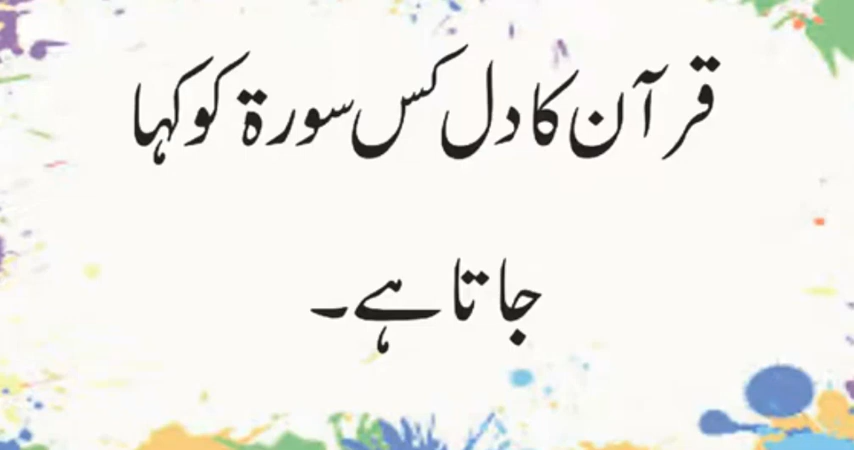 قرآن کا دل کس سورۃ کو کہا
جاتا ہے۔